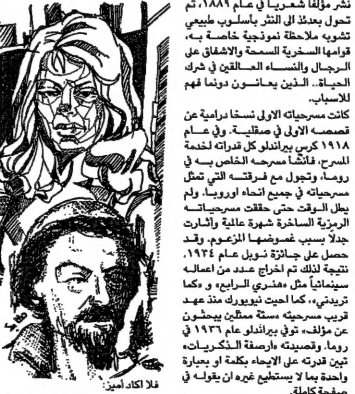 نشر مؤلفا شعريا في عام ١٨٨٩، ثم
تحول بعدئذ الى النثر بأسلوب طبيعي
تشوبه ملاحظة نموذجية خاصة به،
قوامها السخرية السمحة والاشفاق على
الرجال والنساء العالقين في شرك
الحياة.. الذين يعانون دونما فهم
للاسباب.
كانت مسرحياته الاولى نسخا درامية عن
قصصه الاولى في صقلية. وفي عام
١٩١٨ كرس بيراندلو كل قدراته لخدمة
المسرح، فأنشأ مسرحه الخاص به في
روما، وتجول مع فرقته التي تمثل
مسرحياته في جميع انحاء اوروبا. ولم
يطل الوقت حتى حققت مسرحياته
الرمزية الساخرة شهرة عالمية وأثارت
جدلا بسبب غموضها المزعوم. وقد
حصل على جائزة نوبل عام ١٩٣٤.
نتيجة لذلك تم اخراج عدد من اعماله
سينمائياً مثل «هنري الرابع» و «كما
تريدني»، كما احيت نيويورك منذ عهد
قريب مسرحيته «ستة ممثلين يبحثون
عن مؤلف» توفي بيراندلو عام ١٩٣٦ في
روما. وقصيدته «ارصفة الذكريات»
تبين قدرته على الايحاء بكلمة او بعبارة
واحدة بما لا يستطيع غيره ان يقوله في
صفحة كاملة.
فلا اكاد أميز